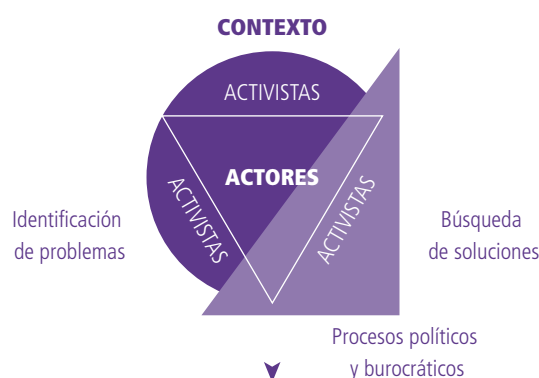 CONTEXTO
ACTIVISTAS
ACTORES
ACTIVISTAS
ACTIVISTAS
Identificación
de problemas
Búsqueda
de soluciones
Procesos políticos
y burocráticos